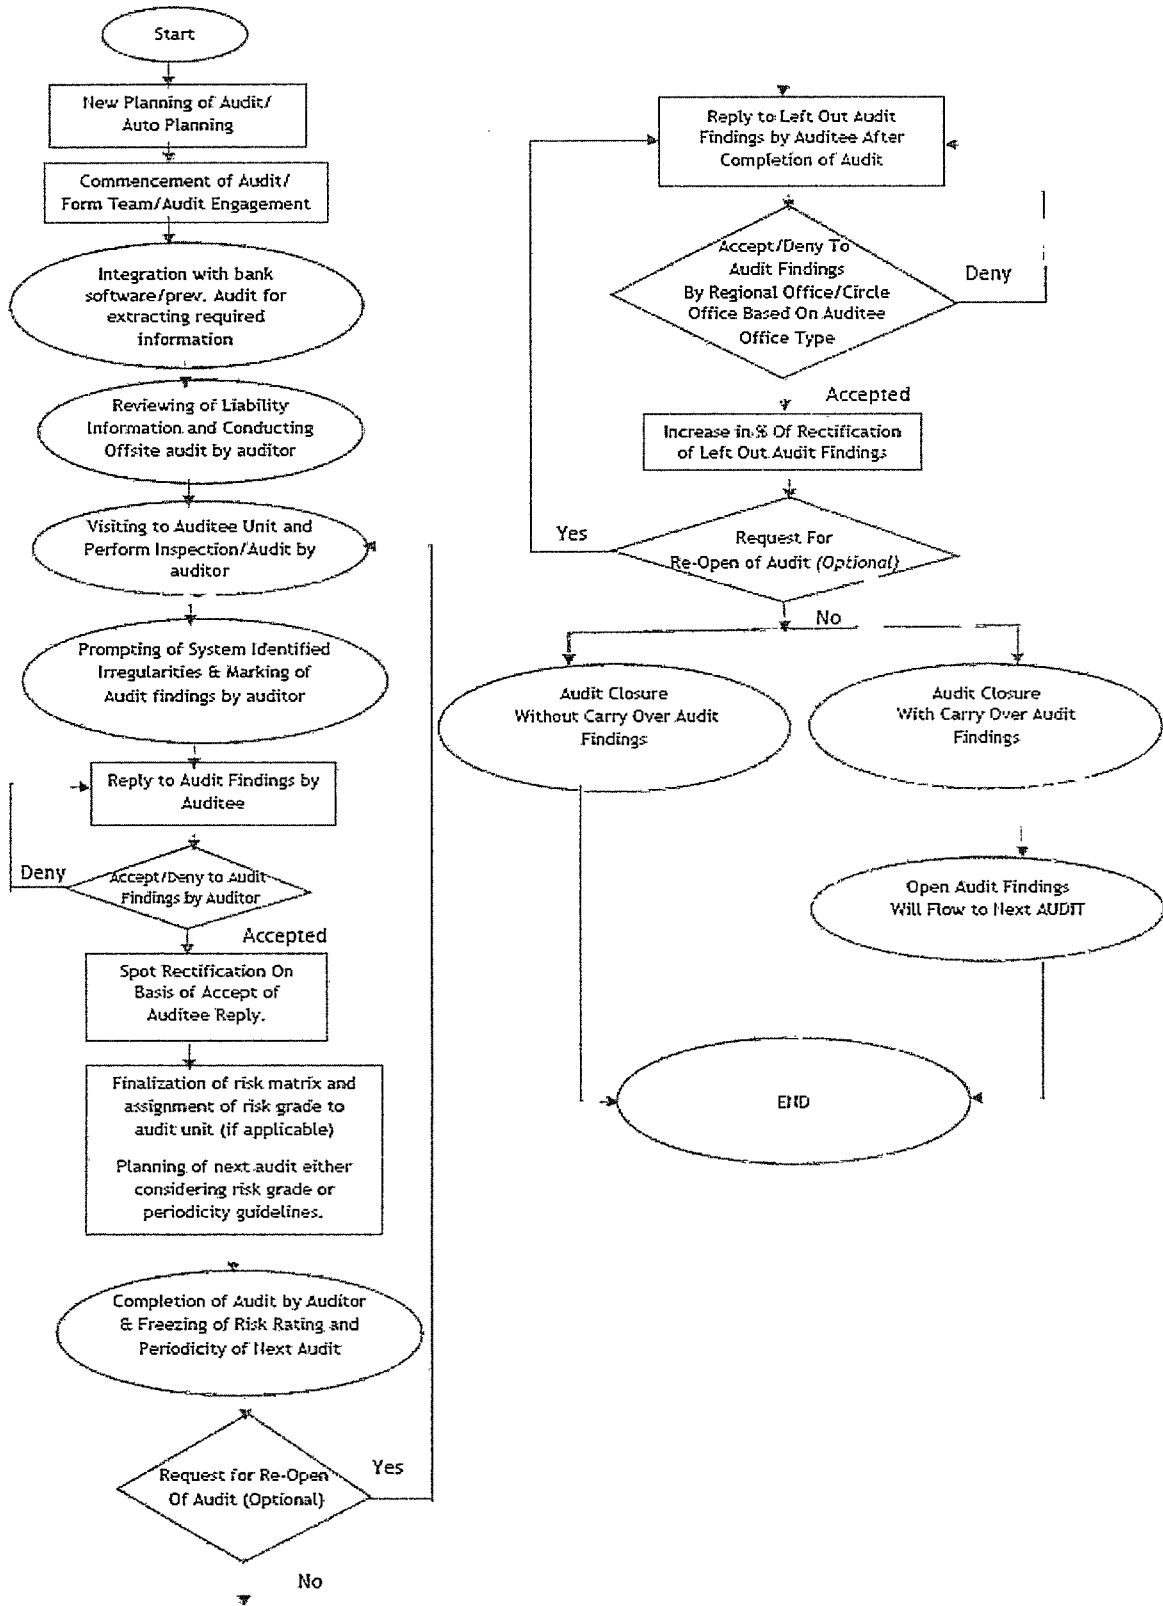 Start
New Planning of Audit/
Auto Planning
Commencement of Audit/
Form Team/Audit Engagement
Integration with bank
software/prev. Audit for
extracting required
information
Reviewing of Liability
Information and Conducting
Offsite audit by auditor
Visiting to Auditee Unit and
Perform Inspection/Audit by
auditor
Prompting of System Identified
Irregularities & Marking of
Audit findings by auditor
Reply to Audit Findings by
Auditee
Deny
Accept/Deny to Audit
Findings by Auditor
Accepted
Spot Rectification On
Basis of Accept of
Auditee Reply.
Finalization of risk matrix and
assignment of risk grade to
audit unit (if applicable)
Planning of next audit either
considering risk grade or
periodicity guidelines.
Completion of Audit by Auditor
& Freezing of Risk Rating and
Periodicity of Next Audit
Request for Re-Open
Of Audit (Optional)
Yes
No
Reply to Left Out Audit
Findings by Auditee After
Completion of Audit
Accept/Deny To
Audit Findings
By Regional Office/Circle
Office Based On Auditee
Office Type
Deny
Accepted
Increase in % Of Rectification
of Left Out Audit Findings
Yes
Request For
Re-Open of Audit (Optional)
No
Audit Closure
Without Carry Over Audit
Findings
Audit Closure
With Carry Over Audit
Findings
Open Audit Findings
Will Flow to Next AUDIT
END